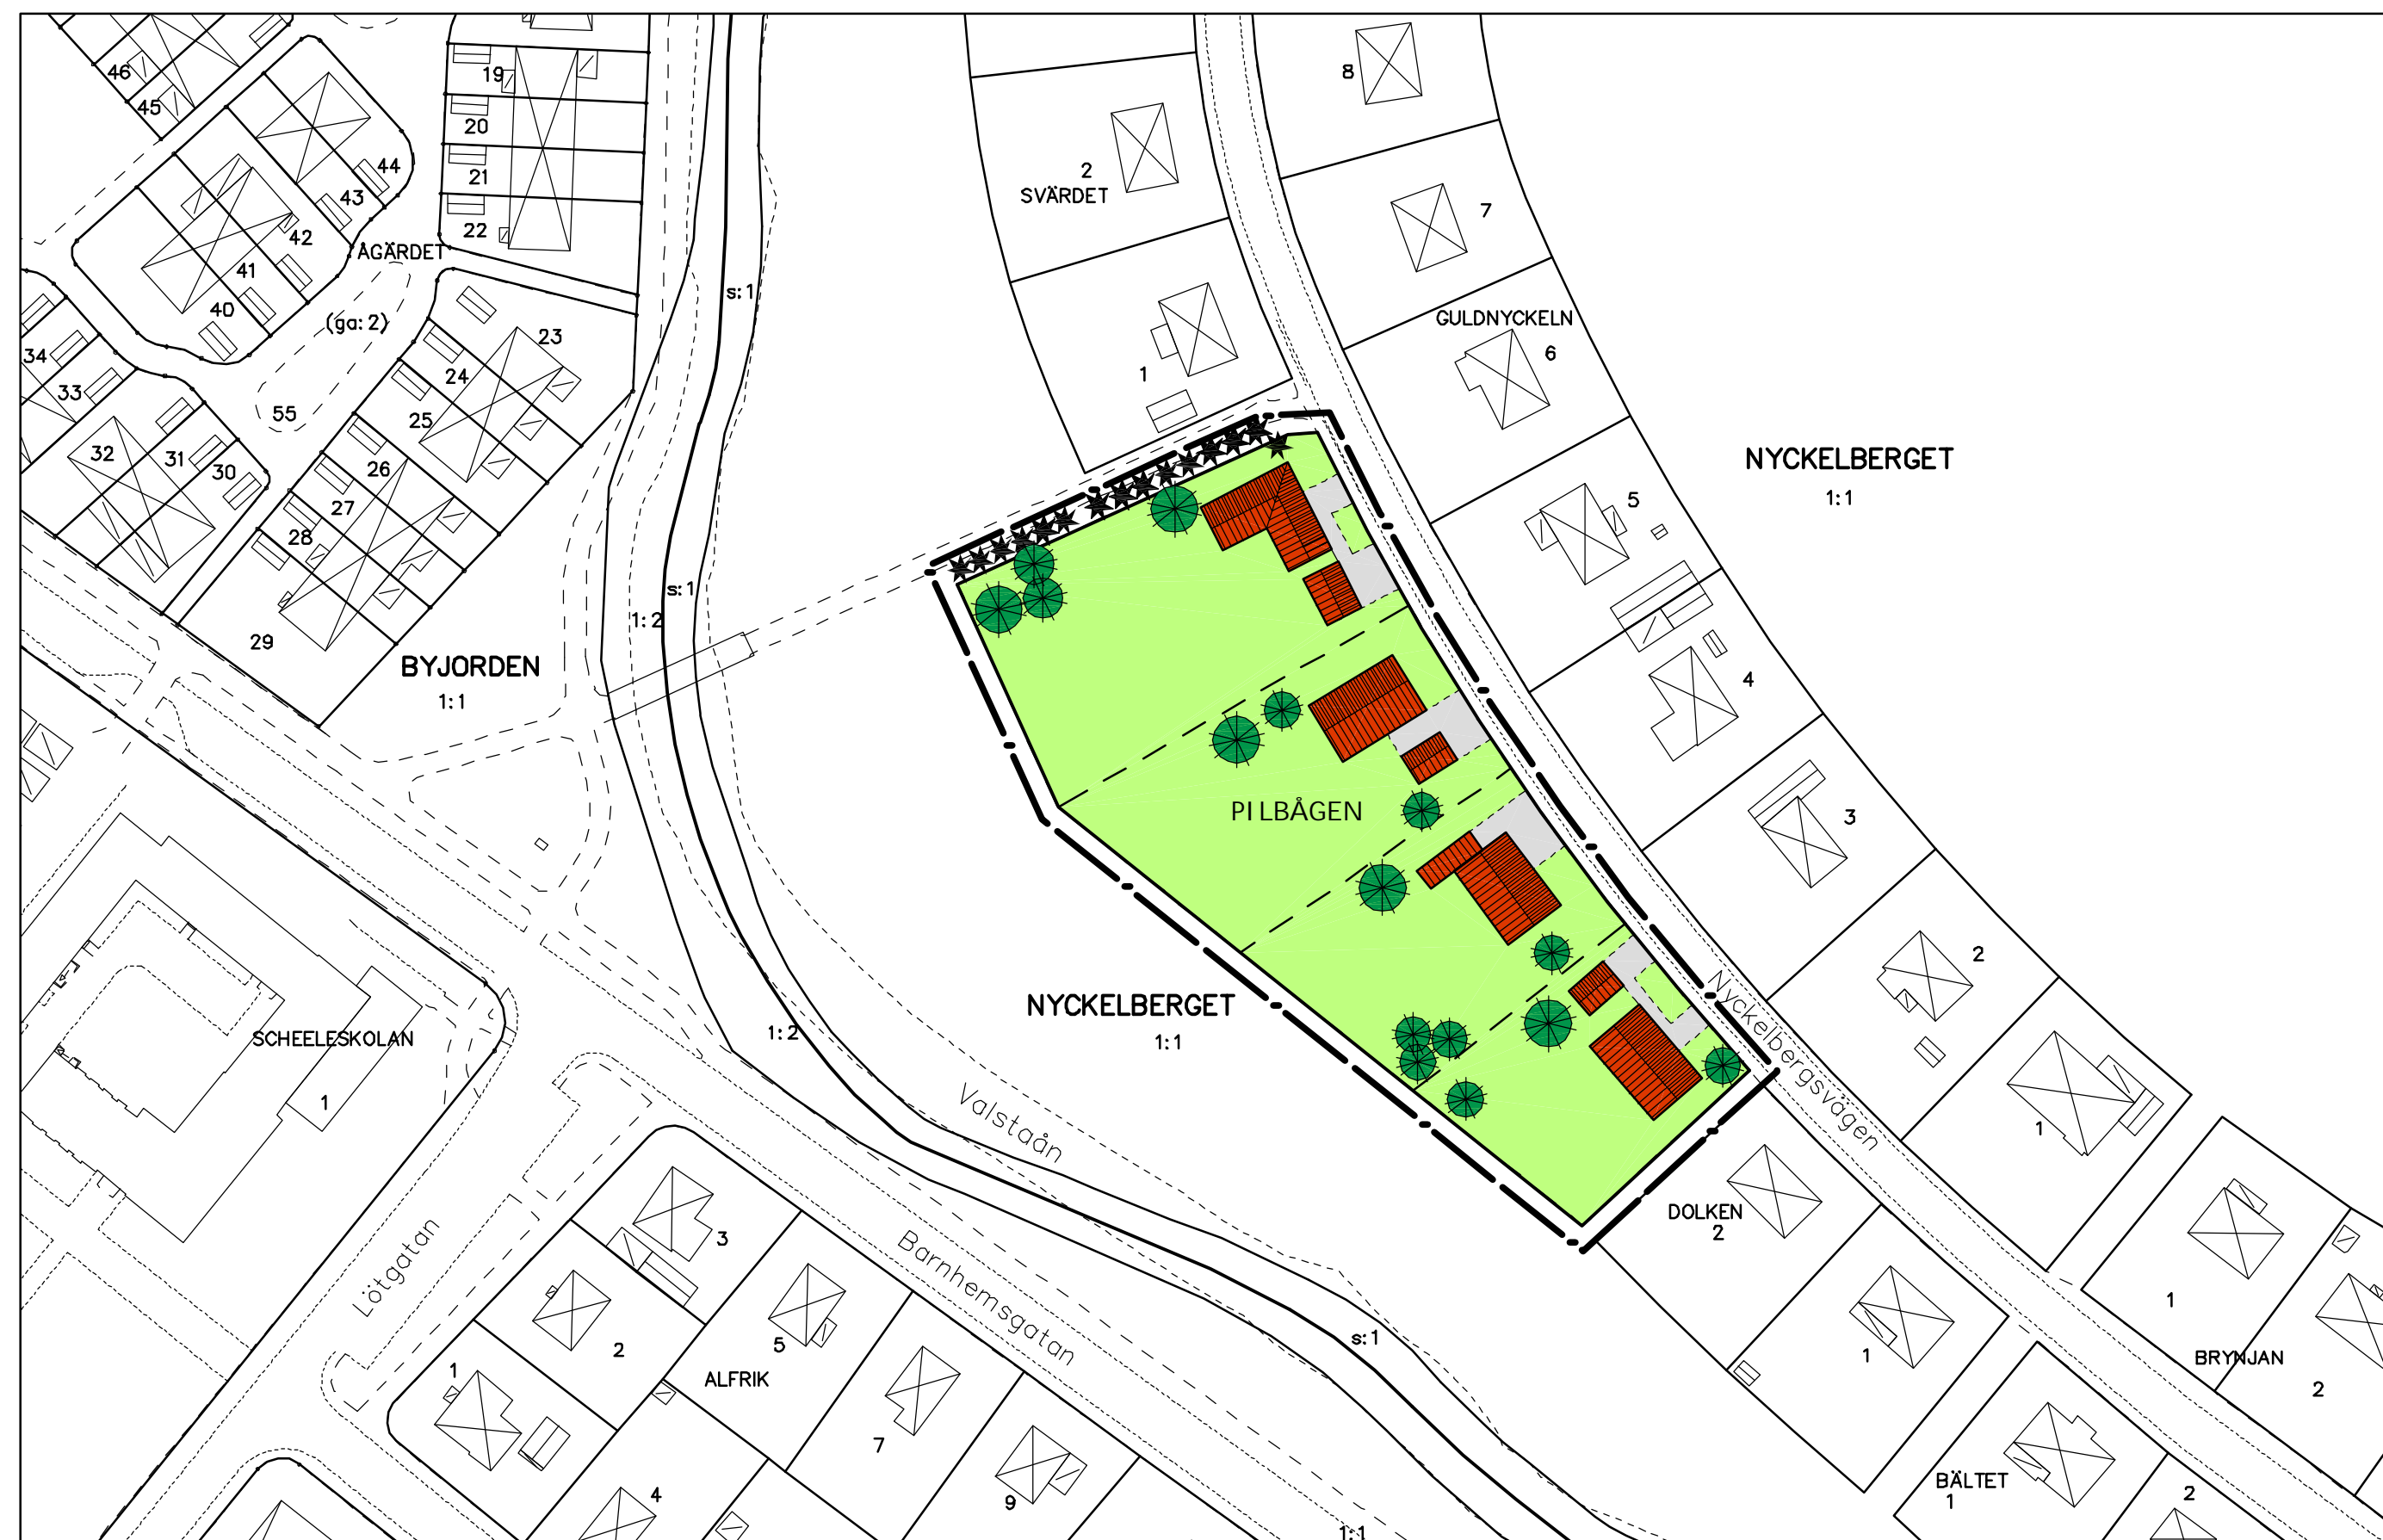 46
45
19
20
21
22
44
43
42
41
40
ÅGÄRDET
(ga:2)
34
33
32
31
30
55
23
24
25
26
27
28
29
s:1
s:1
1:2
BYJORDEN
1:1
2
SVÄRDET
1
8
7
GULDNYCKELN
6
5
4
3
2
1
NYCKELBERGET
1:1
PILBÅGEN
NYCKELBERGET
1:1
Nyckelbergsvägen
1:2
Valstaån
SCHEELESKOLAN
1
Lötgatan
Barnhemsgatan
3
2
1
5
ALFRIK
7
4
9
s:1
1:1
DOLKEN
2
1
1
BRYNJAN
2
BÄLTET
1
2